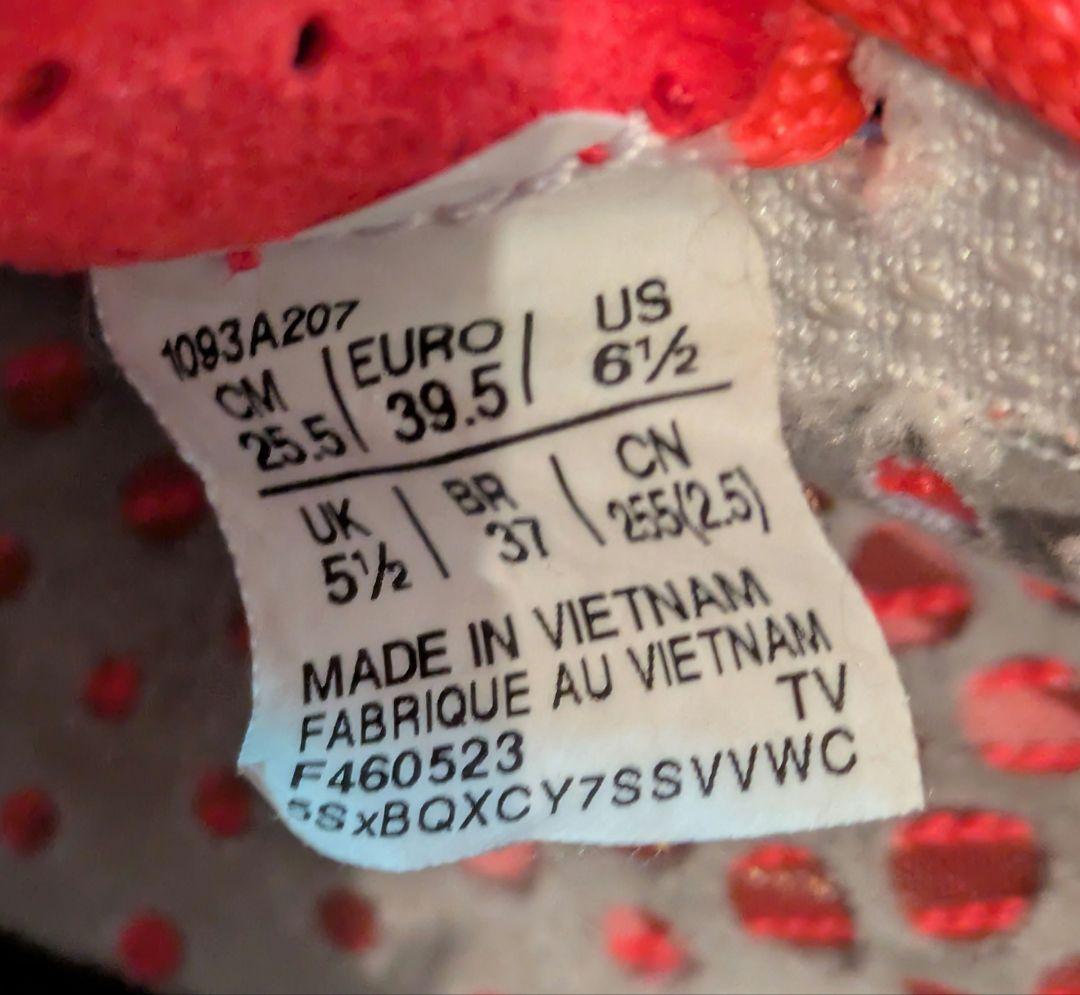 1093A207
CM | EURO | US
25.5 | 39.5 | 6½
UK | BR | CN
5½ | 37 | 255(2.5)
MADE IN VIETNAM
FABRIQUE AU VIETNAM
TV
F460523
SSxBQXCY7SSVVWC